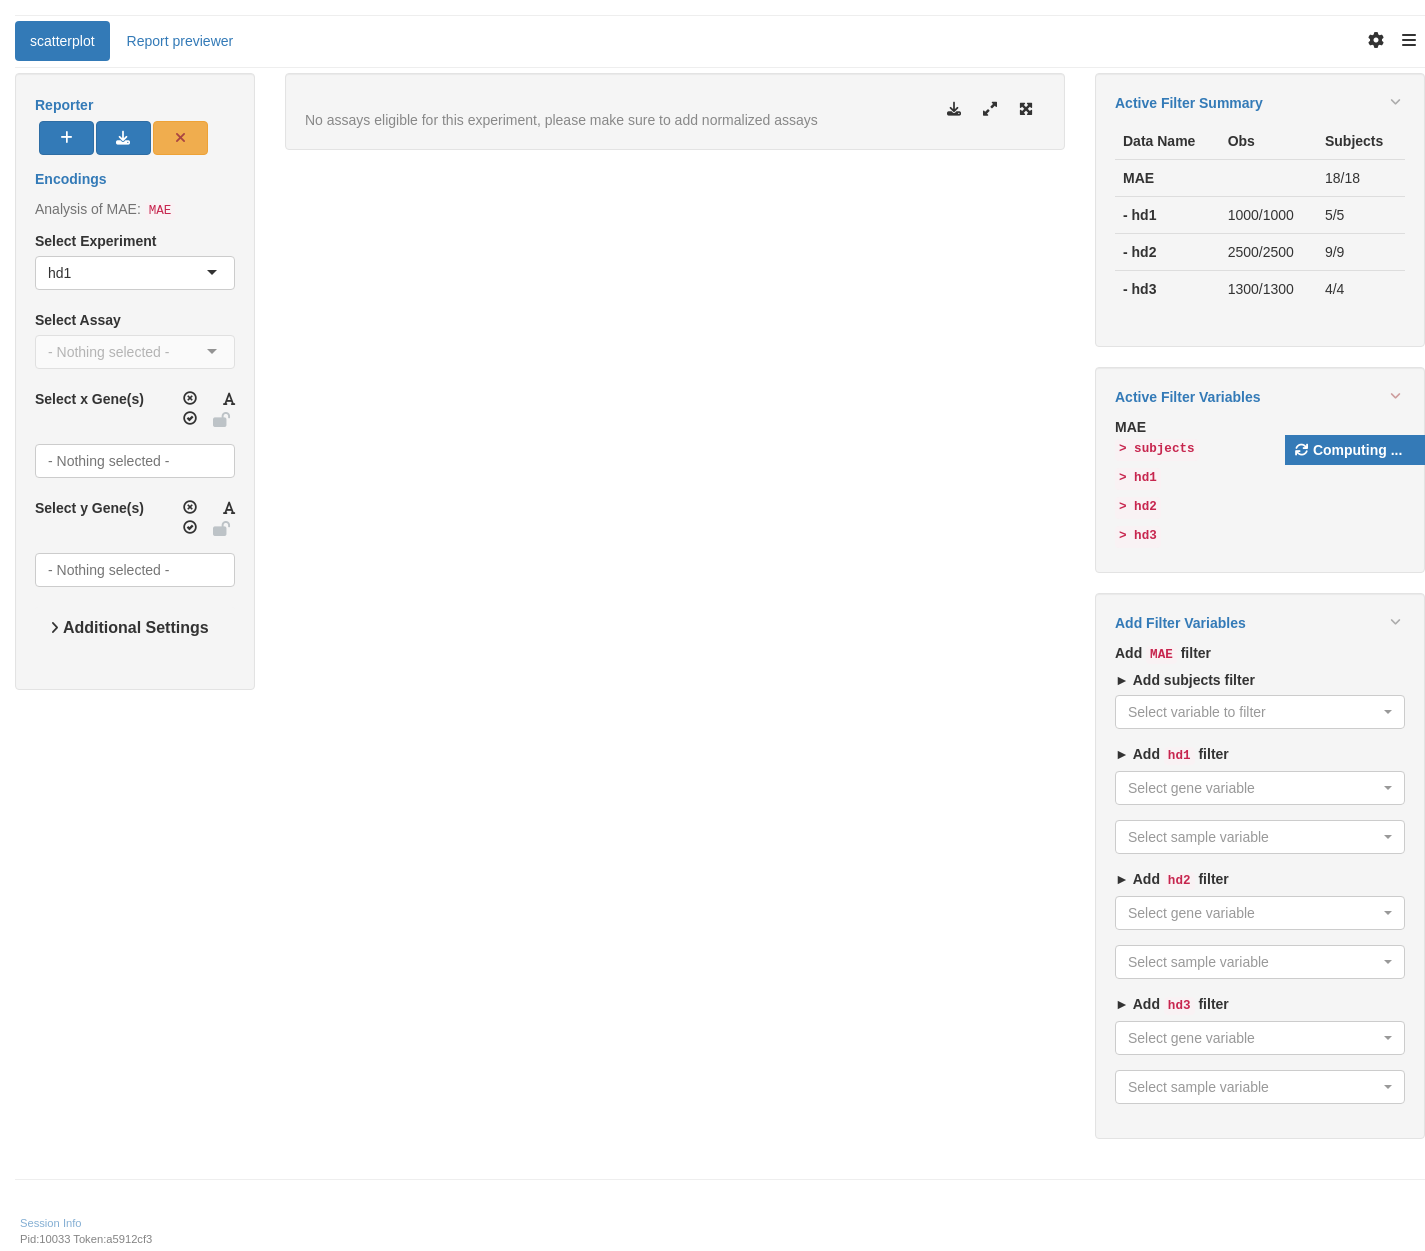 scatterplot
Report previewer
Reporter
Encodings
Analysis of MAE: MAE
Select Experiment
hd1
Select Assay
- Nothing selected -
Select x Gene(s)
- Nothing selected -
Select y Gene(s)
- Nothing selected -
Additional Settings
No assays eligible for this experiment, please make sure to add normalized assays
Active Filter Summary
Data Name Obs Subjects
MAE 18/18
- hd1 1000/1000 5/5
- hd2 2500/2500 9/9
- hd3 1300/1300 4/4
Active Filter Variables
MAE
> subjects
Computing ...
> hd1
> hd2
> hd3
Add Filter Variables
Add MAE filter
► Add subjects filter
Select variable to filter
► Add hd1 filter
Select gene variable
Select sample variable
► Add hd2 filter
Select gene variable
Select sample variable
► Add hd3 filter
Select gene variable
Select sample variable
Session Info
Pid:10033 Token:a5912cf3